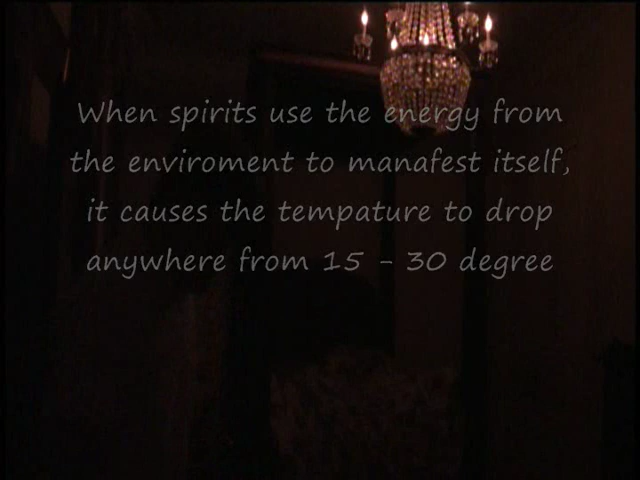 When spirits use the energy from
the enviroment to manafest itself,
it causes the tempature to drop
anywhere from 15 - 30 degree